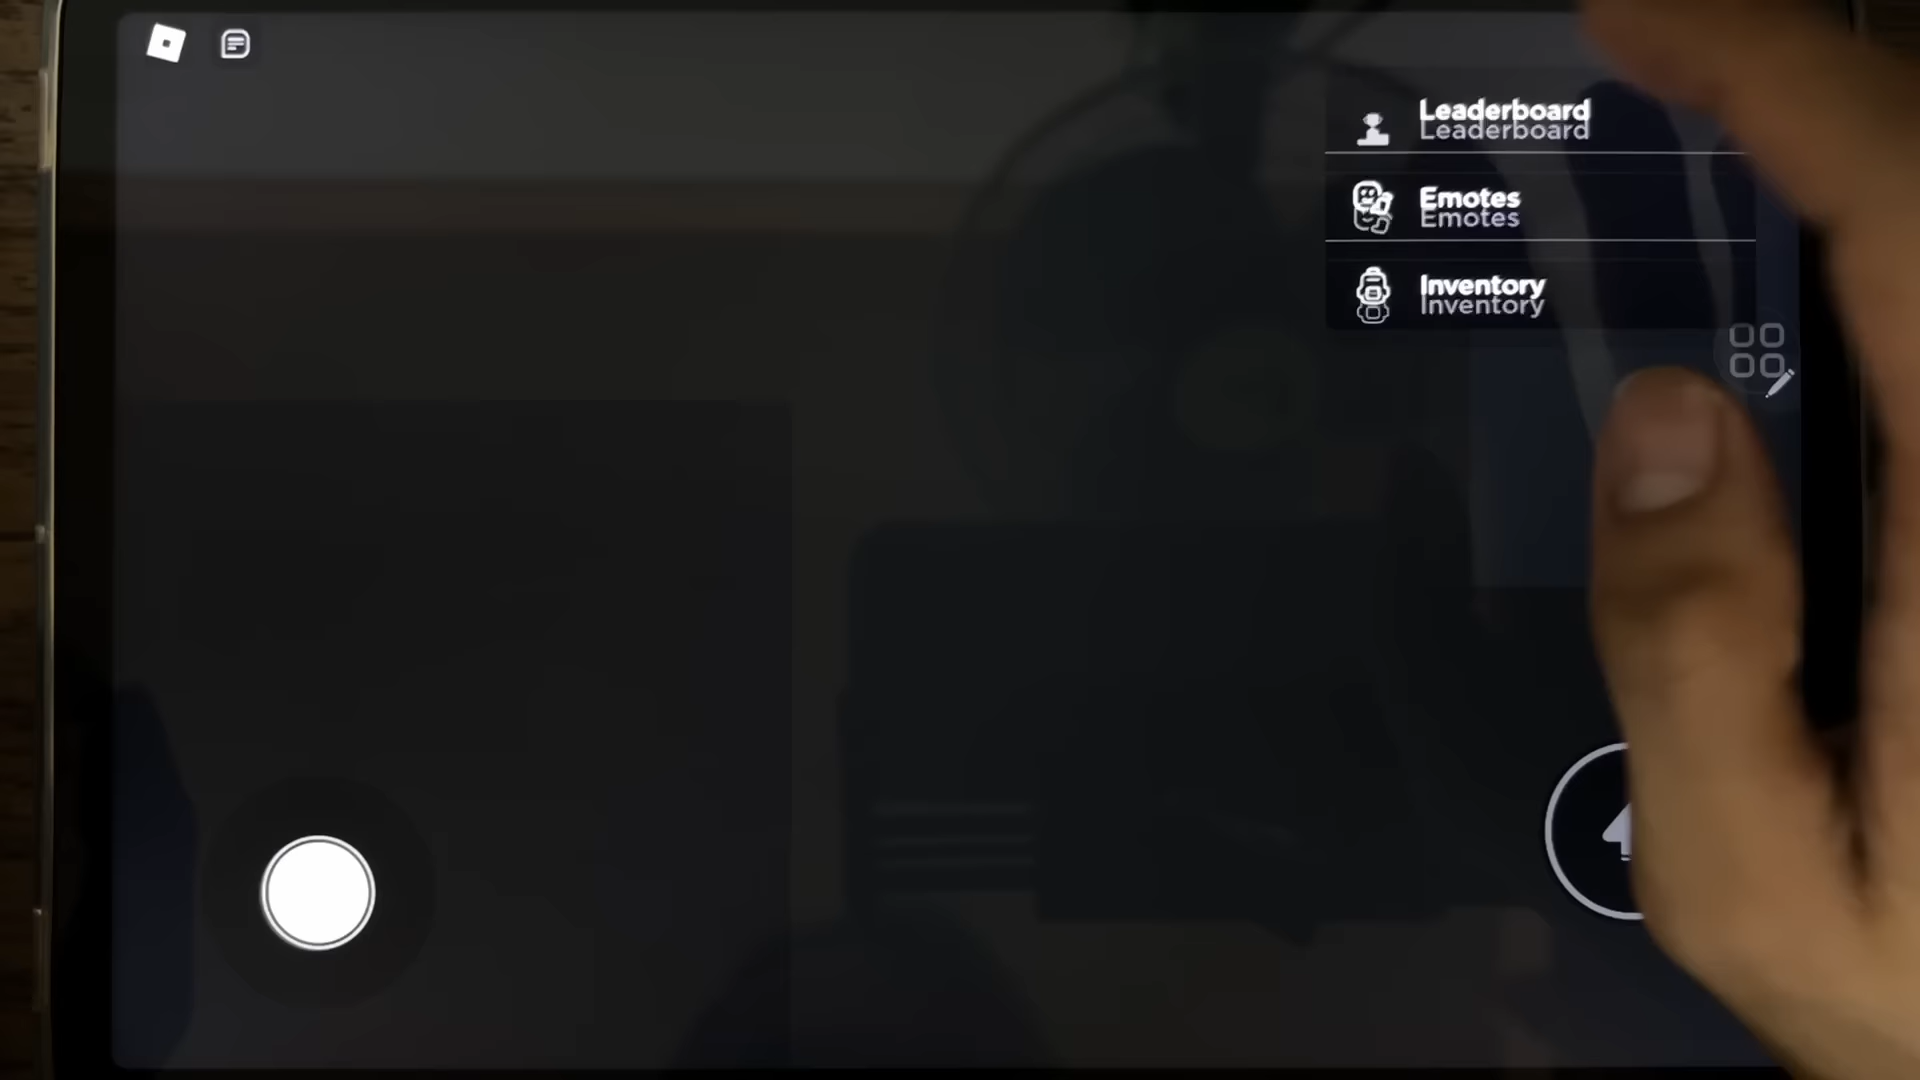 Leaderboard
Leaderboard
Emotes
Emotes
Inventory
Inventory